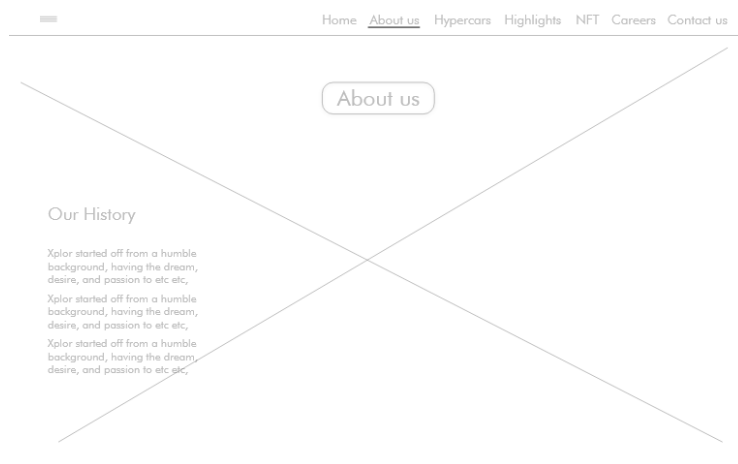 Home About us Hypercars Highlights NFT Careers Contact us
About us
Our History
Xplor started off from a humble
background, having the dream,
desire, and passion to etc etc,
Xplor started off from a humble
background, having the dream,
desire, and passion to etc etc,
Xplor started off from a humble
background, having the dream,
desire, and passion to etc etc,